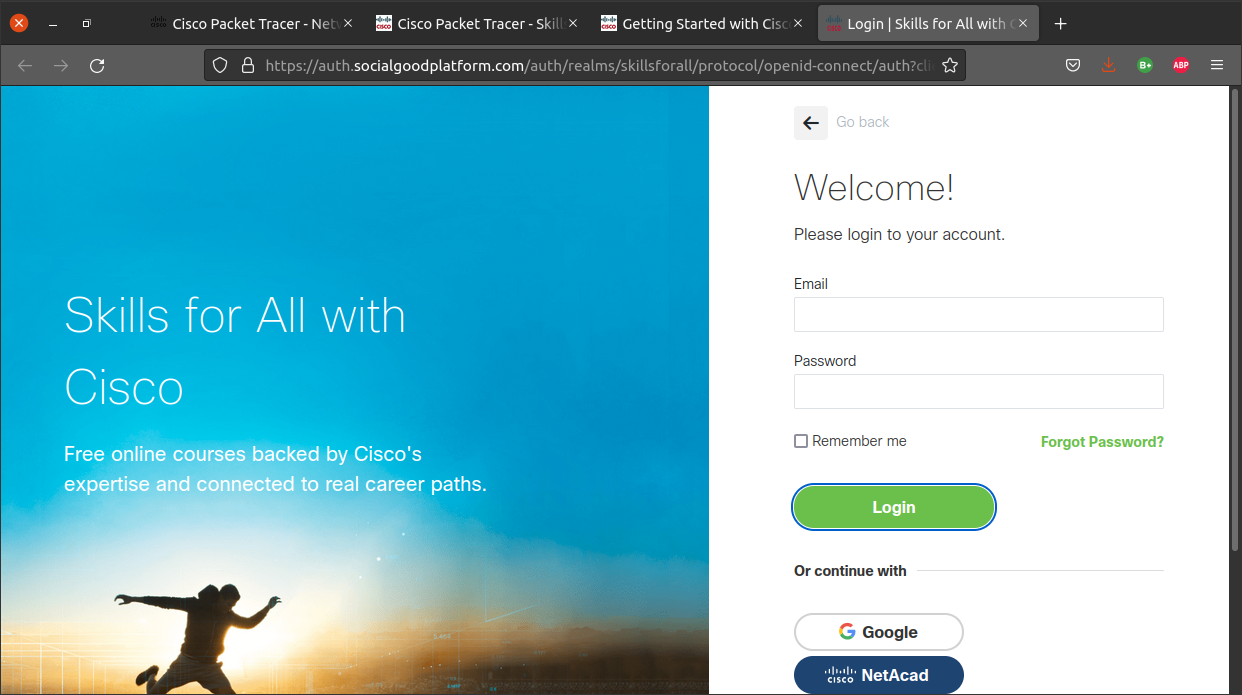 Cisco Packet Tracer - Net
Cisco Packet Tracer - Skil
Getting Started with Cisc
Login | Skills for All with C
https://auth.socialgoodplatform.com/auth/realms/skillsforall/protocol/openid-connect/auth?cli
B+
ABP
Go back
Welcome!
Please login to your account.
Email
Skills for All with
Cisco
Password
Free online courses backed by Cisco's
expertise and connected to real career paths.
Remember me
Forgot Password?
Login
Or continue with
Google
cisco NetAcad